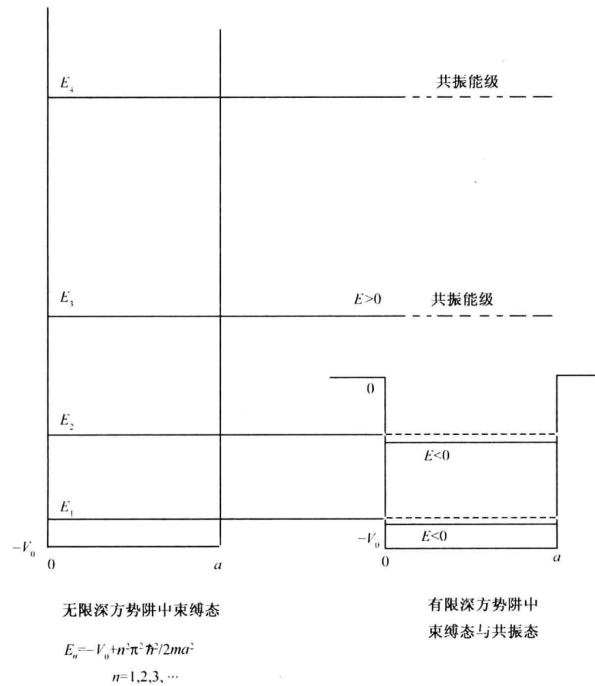 E₄
共振能级
E₃
E>0
共振能级
0
E₂
E<0
E₁
−V₀
E<0
−V₀
0
a
0
a
无限深方势阱中束缚态
Eₙ=−V₀+n²π²ħ²/2ma²
n=1,2,3, ⋯
有限深方势阱中
束缚态与共振态